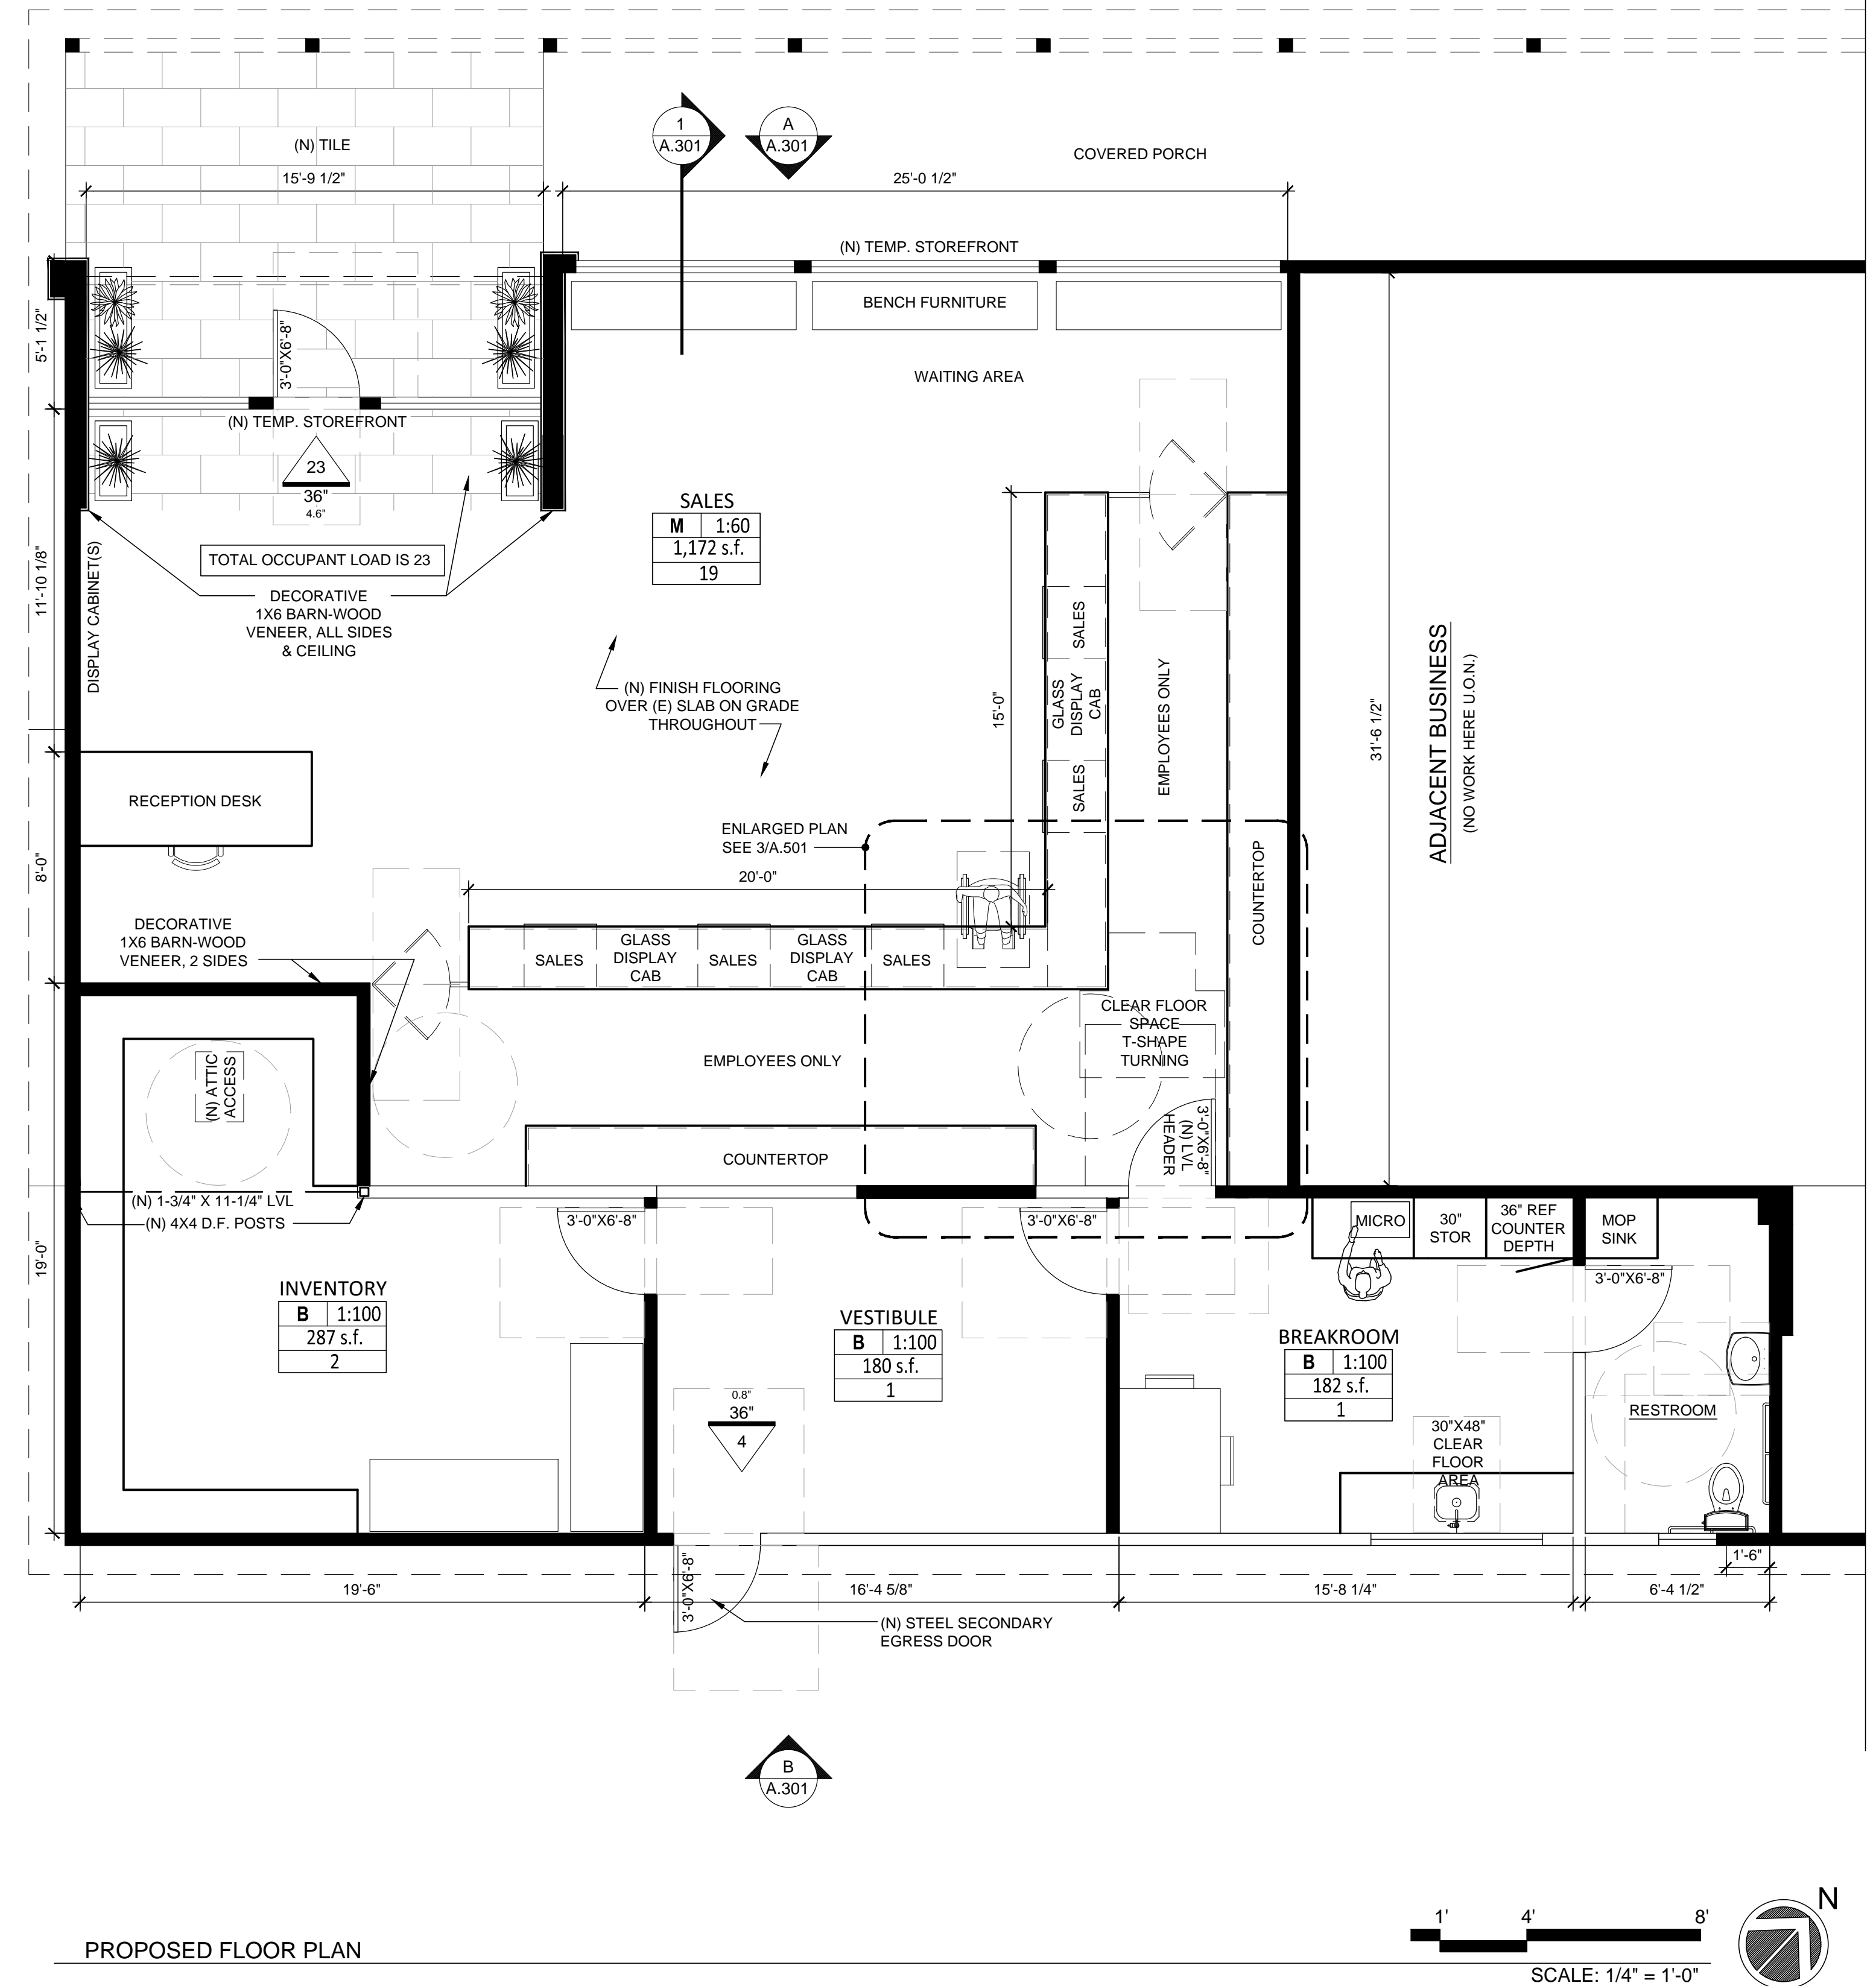 (N) TILE
15'-9 1/2"
1
A.301
A
A.301
COVERED PORCH
25'-0 1/2"
(N) TEMP. STOREFRONT
BENCH FURNITURE
WAITING AREA
5'-1 1/2"
3'-0"X6'-8"
(N) TEMP. STOREFRONT
23
36"
4.6"
TOTAL OCCUPANT LOAD IS 23
DECORATIVE
1X6 BARN-WOOD
VENEER, ALL SIDES
& CEILING
DISPLAY CABINET(S)
11'-10 1/8"
SALES
M 1:60
1,172 s.f.
19
(N) FINISH FLOORING
OVER (E) SLAB ON GRADE
THROUGHOUT
15'-0"
SALES
GLASS
DISPLAY
CAB
SALES
EMPLOYEES ONLY
COUNTERTOP
31'-6 1/2"
ADJACENT BUSINESS
(NO WORK HERE U.O.N.)
RECEPTION DESK
8'-0"
ENLARGED PLAN
SEE 3/A.501
20'-0"
DECORATIVE
1X6 BARN-WOOD
VENEER, 2 SIDES
SALES
GLASS
DISPLAY
CAB
SALES
GLASS
DISPLAY
CAB
SALES
CLEAR FLOOR
SPACE
T-SHAPE
TURNING
EMPLOYEES ONLY
(N) ATTIC
ACCESS
COUNTERTOP
3'-0"X6'-8"
(N) LVL
HEADER
(N) 1-3/4" X 11-1/4" LVL
(N) 4X4 D.F. POSTS
19'-0"
3'-0"X6'-8"
3'-0"X6'-8"
MICRO
30"
STOR
36" REF
COUNTER
DEPTH
MOP
SINK
3'-0"X6'-8"
INVENTORY
B 1:100
287 s.f.
2
VESTIBULE
B 1:100
180 s.f.
1
BREAKROOM
B 1:100
182 s.f.
1
0.8"
36"
4
30"X48"
CLEAR
FLOOR
AREA
RESTROOM
1'-6"
19'-6"
3'-0"X6'-8"
16'-4 5/8"
15'-8 1/4"
6'-4 1/2"
(N) STEEL SECONDARY
EGRESS DOOR
B
A.301
PROPOSED FLOOR PLAN
1' 4' 8'
SCALE: 1/4" = 1'-0"
N